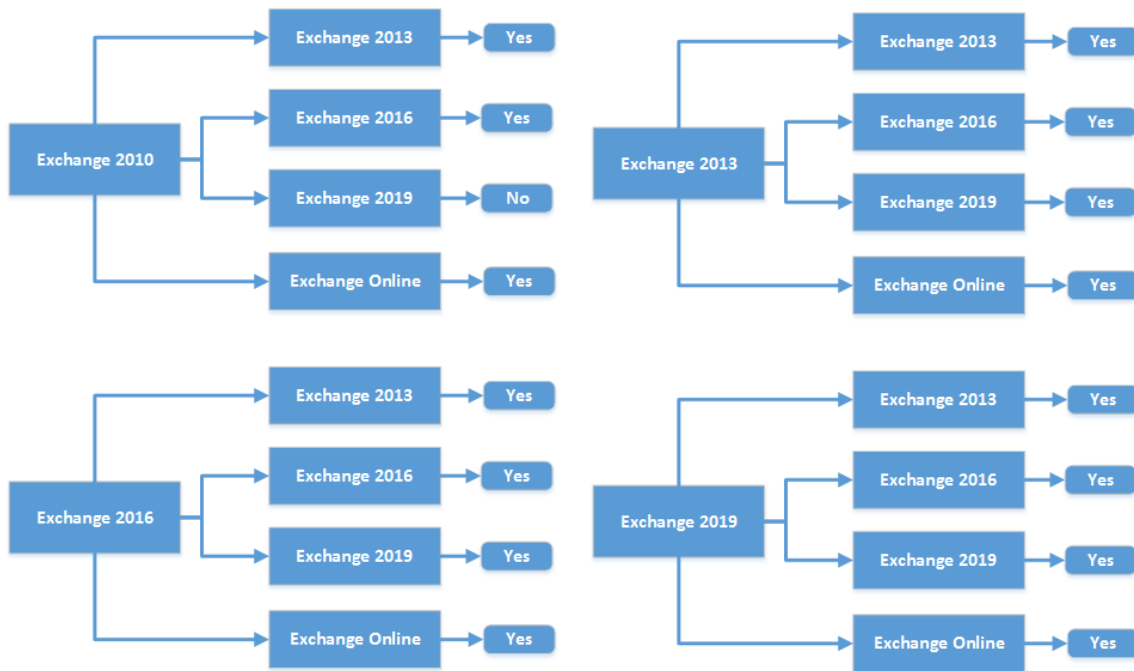 Exchange 2010
Exchange 2013
Yes
Exchange 2016
Yes
Exchange 2019
No
Exchange Online
Yes
Exchange 2013
Exchange 2013
Yes
Exchange 2016
Yes
Exchange 2019
Yes
Exchange Online
Yes
Exchange 2016
Exchange 2013
Yes
Exchange 2016
Yes
Exchange 2019
Yes
Exchange Online
Yes
Exchange 2019
Exchange 2013
Yes
Exchange 2016
Yes
Exchange 2019
Yes
Exchange Online
Yes